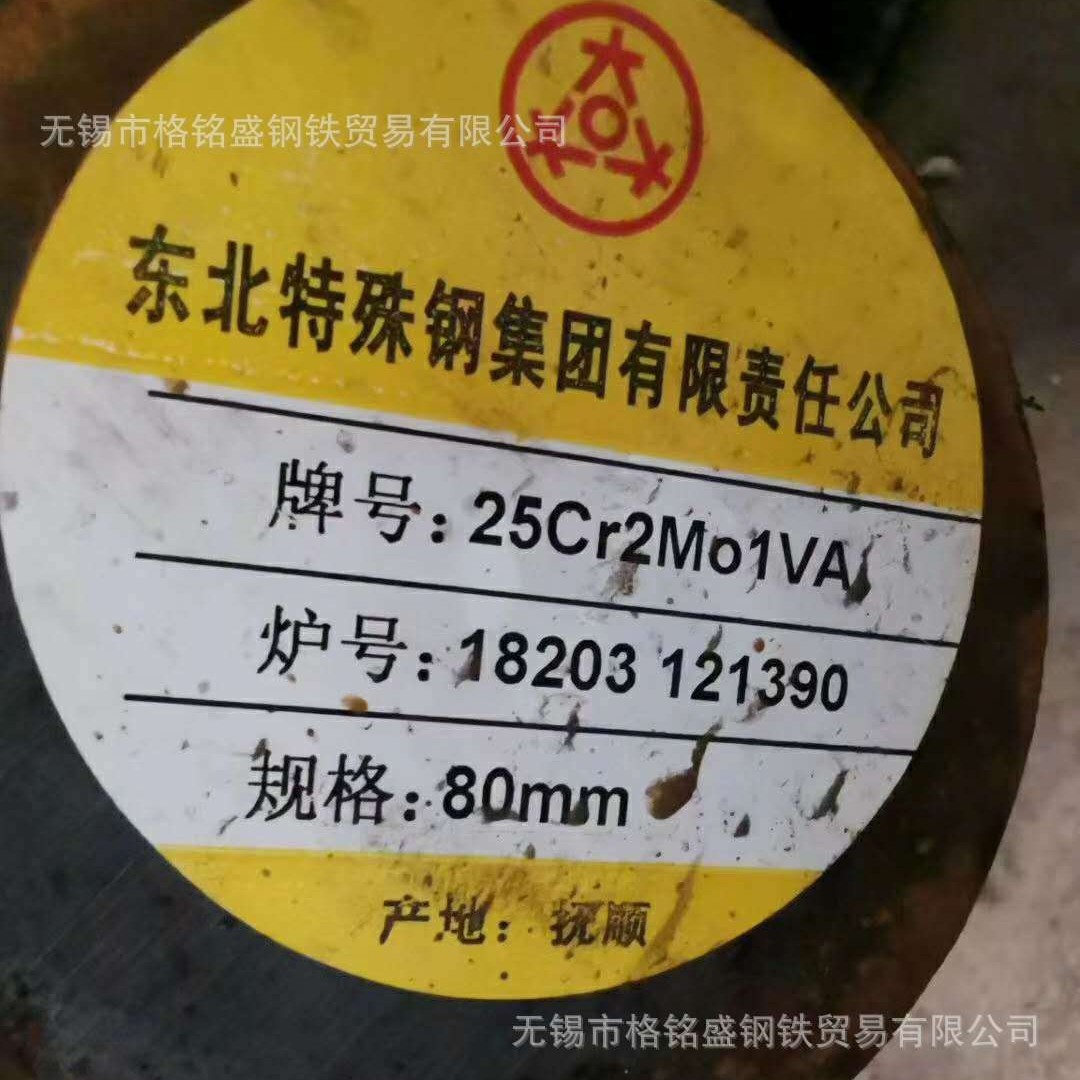 无锡市格铭盛钢铁贸易有限公司
东北特殊钢集团有限责任公司
牌号：25Cr2Mo1VA
炉号：18203 121390
规格：80mm
产地：抚顺
无锡市格铭盛钢铁贸易有限公司